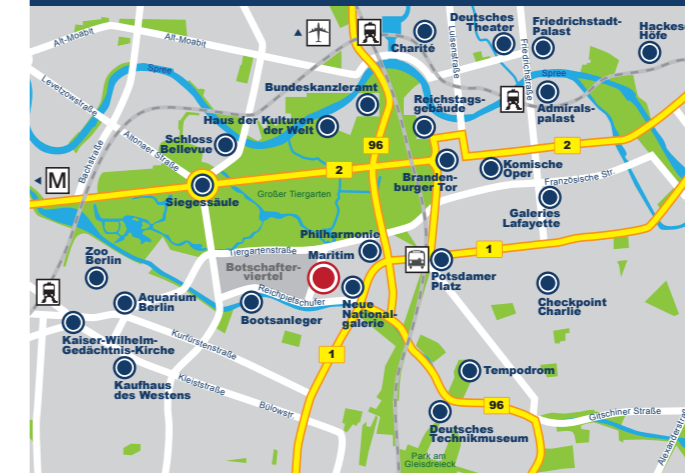 Alt-Moabit
Alt-Moabit
Charité
Luisenstraße
Deutsches
Theater
Friedrichstraße
Friedrichstadt-
Palast
Hackesc
Höfe
Spree
Levetzowstraße
Bundeskanzleramt
Reichstags-
gebäude
Spree
Admirals-
palast
Haus der Kulturen
der Welt
Schloss
Bellevue
Altonaer Straße
Bachstraße
96
2
2
M
Siegessäule
Großer Tiergarten
Branden-
burger Tor
Komische
Oper
Französische Str.
Galeries
Lafayette
Philharmonie
Tiergartenstraße
Maritim
Botschafter-
viertel
1
Zoo
Berlin
Potsdamer
Platz
Reichpietschufer
Neue
National-
galerie
Aquarium
Berlin
Bootsanleger
Checkpoint
Charlie
Kaiser-Wilhelm-
Gedächtnis-Kirche
Kurfürstenstraße
1
Kaufhaus
des Westens
Kleiststraße
Bülowstr.
Tempodrom
96
Deutsches
Technikmuseum
Gitschiner Straße
Alexanderstraße
Park am
Gleisdreieck